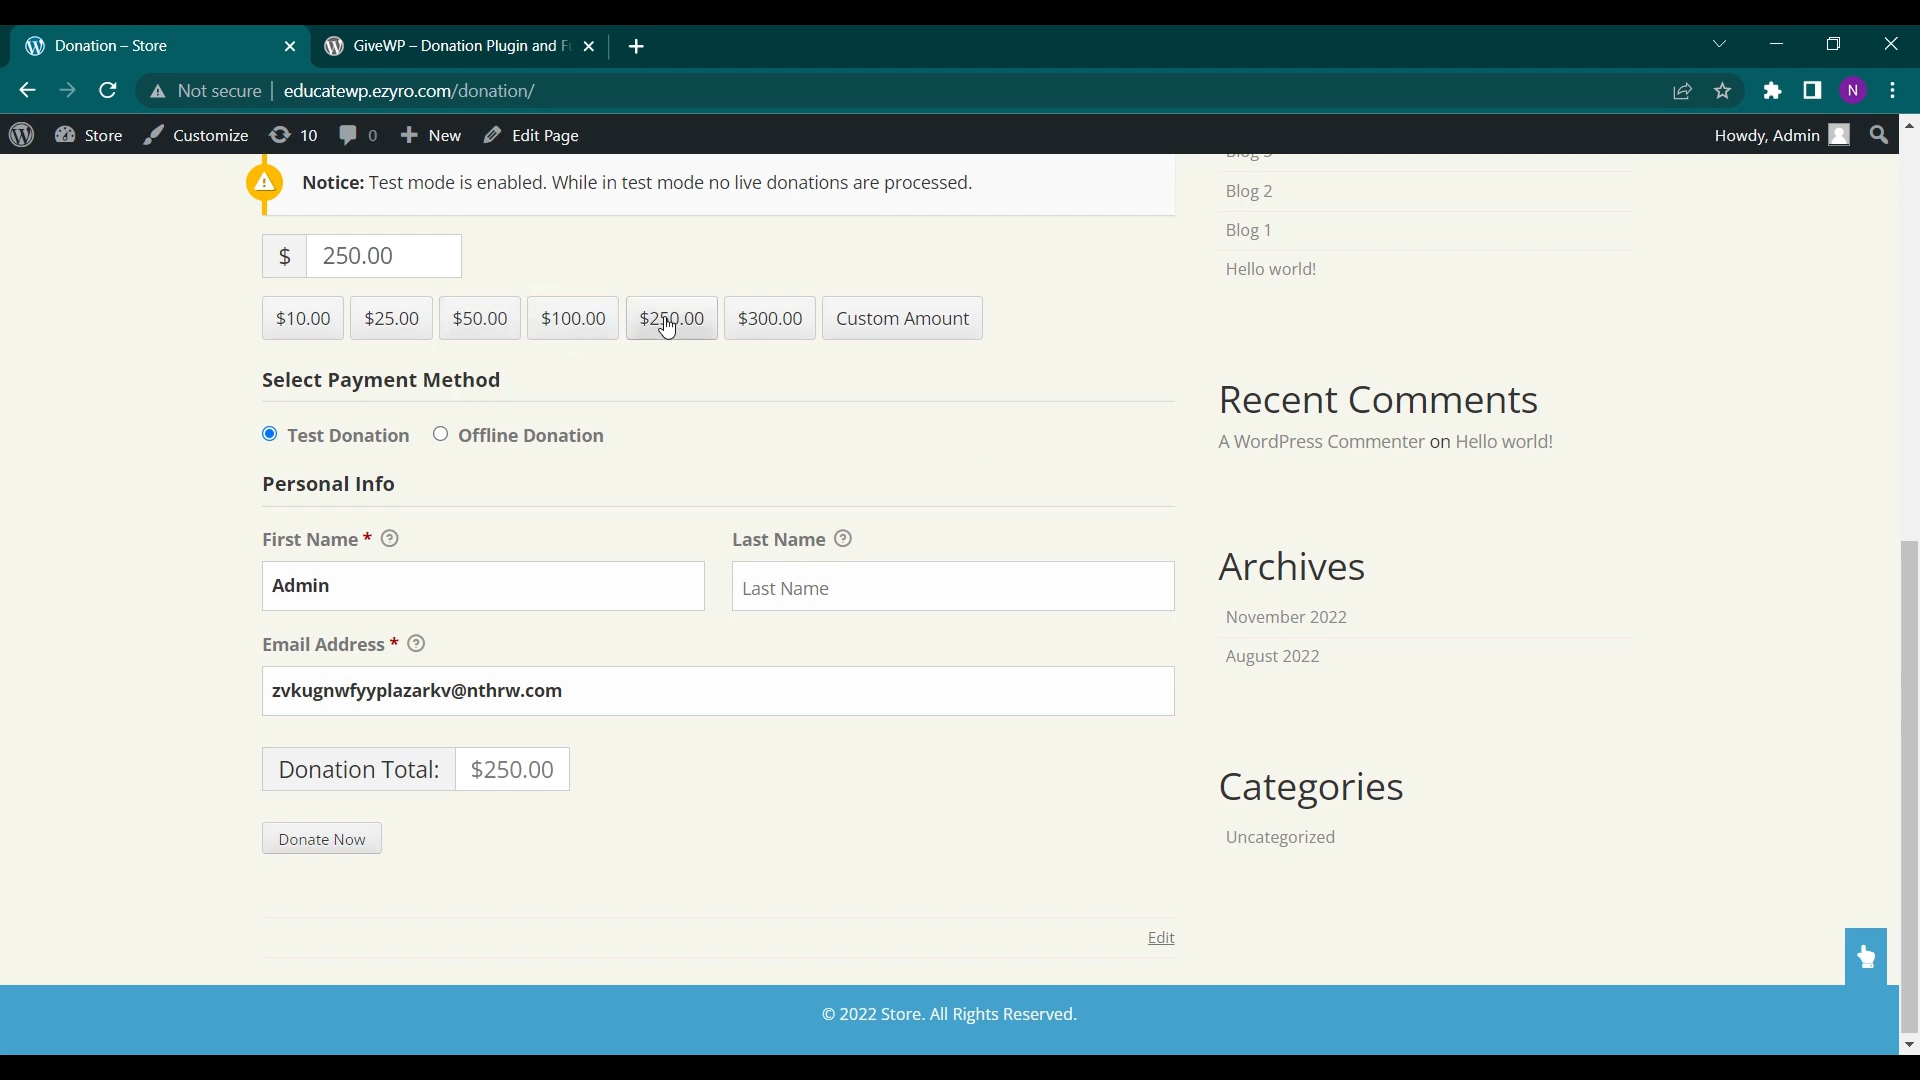 Donation – Store
GiveWP – Donation Plugin and F
Not secure
educatewp.ezyro.com/donation/
N
Store
Customize
10
0
New
Edit Page
Howdy, Admin
Notice: Test mode is enabled. While in test mode no live donations are processed.
$ 250.00
$10.00 $25.00 $50.00 $100.00 $250.00 $300.00 Custom Amount
Select Payment Method
Test Donation Offline Donation
Personal Info
First Name * Last Name
Admin
Last Name
Email Address *
zvkugnwfyyplazarkv@nthrw.com
Donation Total: $250.00
Donate Now
Edit
Blog 2
Blog 1
Hello world!
Recent Comments
A WordPress Commenter on Hello world!
Archives
November 2022
August 2022
Categories
Uncategorized
© 2022 Store. All Rights Reserved.